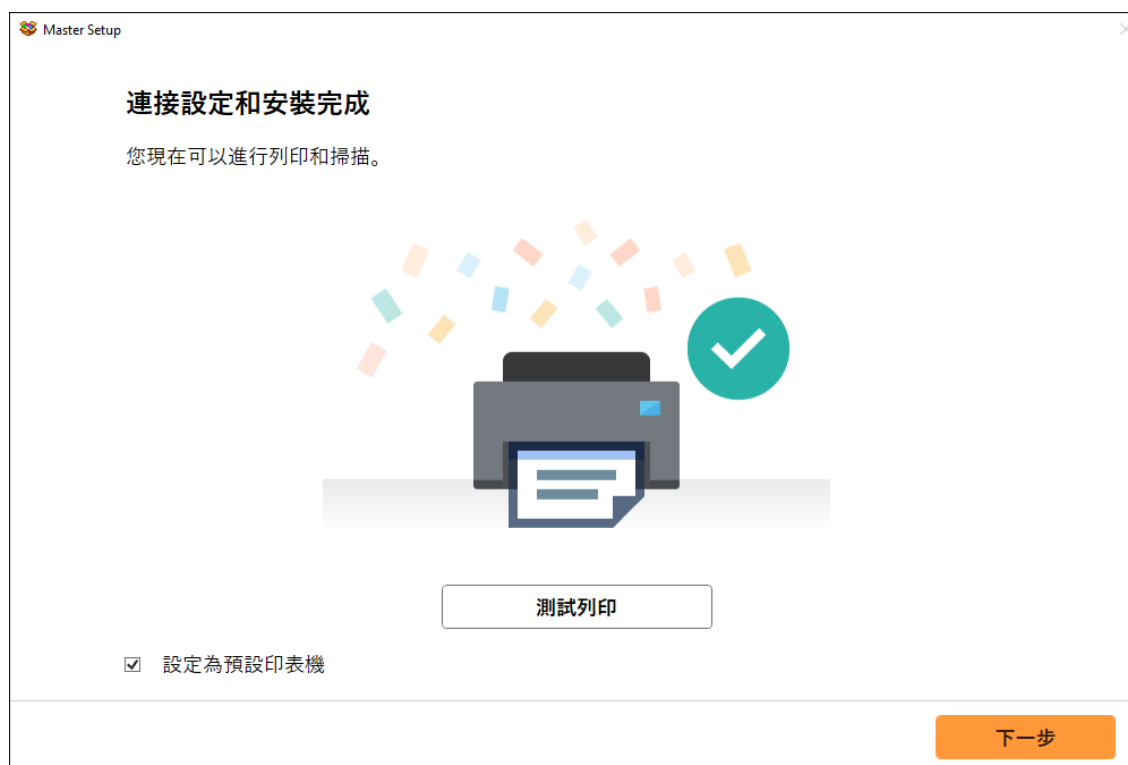 Master Setup
連接設定和安裝完成
您現在可以進行列印和掃描。
測試列印
設定為預設印表機
下一步